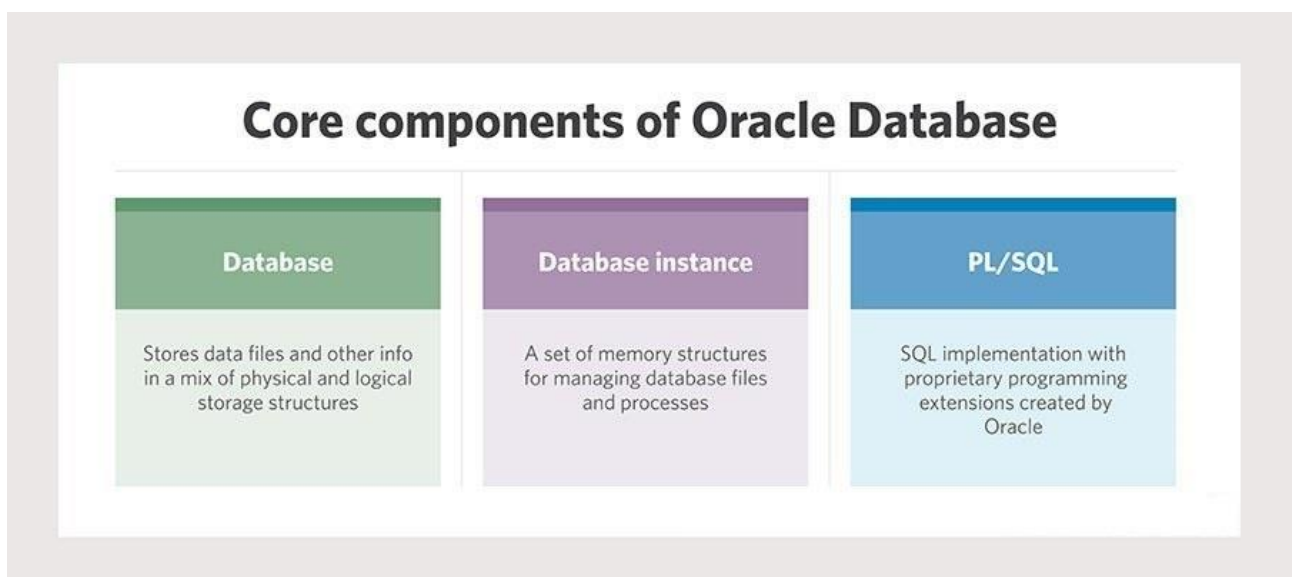 Core components of Oracle Database
Database
Stores data files and other info
in a mix of physical and logical
storage structures
Database instance
A set of memory structures
for managing database files
and processes
PL/SQL
SQL implementation with
proprietary programming
extensions created by
Oracle